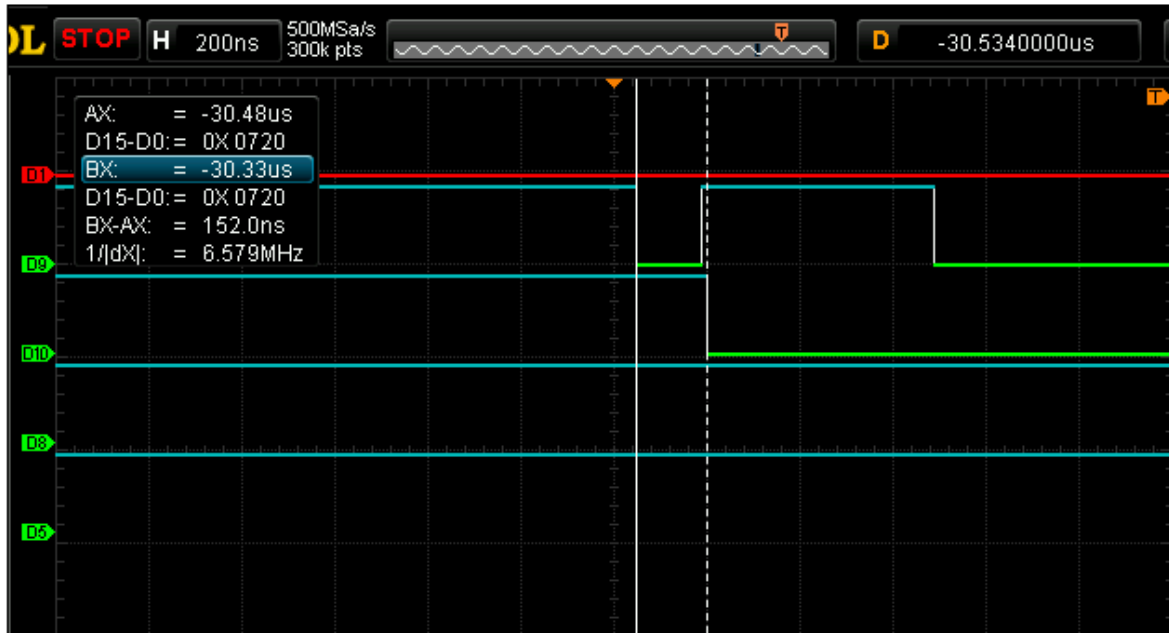 OL STOP H 200ns 500MSa/s 300k pts T D -30.5340000us
T
AX: = -30.48us
D15-D0: = 0X 0720
BX: = -30.33us
D15-D0: = 0X 0720
BX-AX: = 152.0ns
1/|dX|: = 6.579MHz
D1
D9
D10
D8
D5